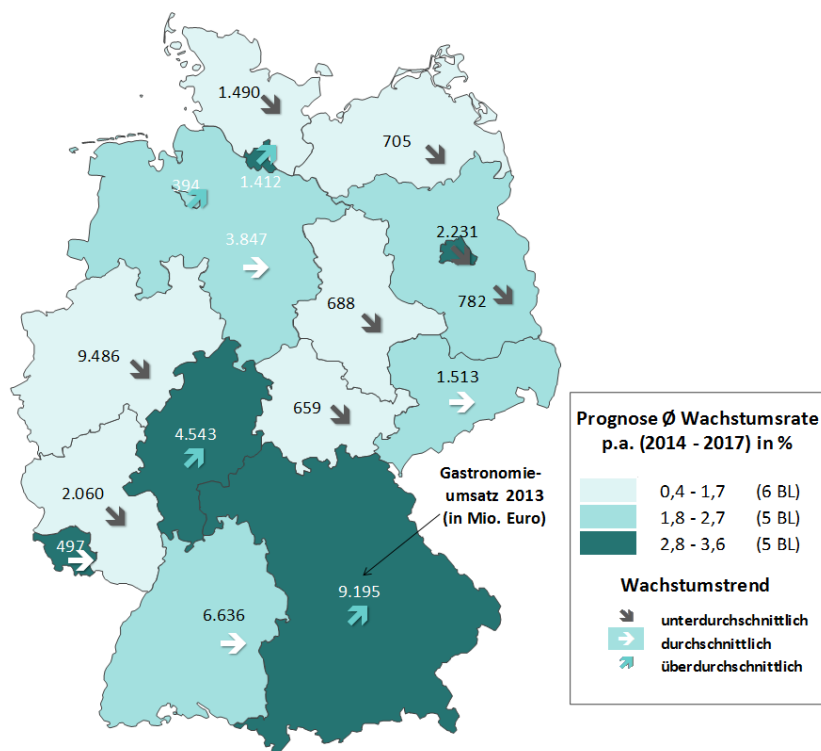 1.490
705
394
1.412
2.231
3.847
688
782
9.486
1.513
659
4.543
Prognose Ø Wachstumsrate
p.a. (2014 - 2017) in %
Gastronomie-
umsatz 2013
(in Mio. Euro)
2.060
0,4 - 1,7 (6 BL)
1,8 - 2,7 (5 BL)
2,8 - 3,6 (5 BL)
497
Wachstumstrend
9.195
6.636
unterdurchschnittlich
durchschnittlich
überdurchschnittlich